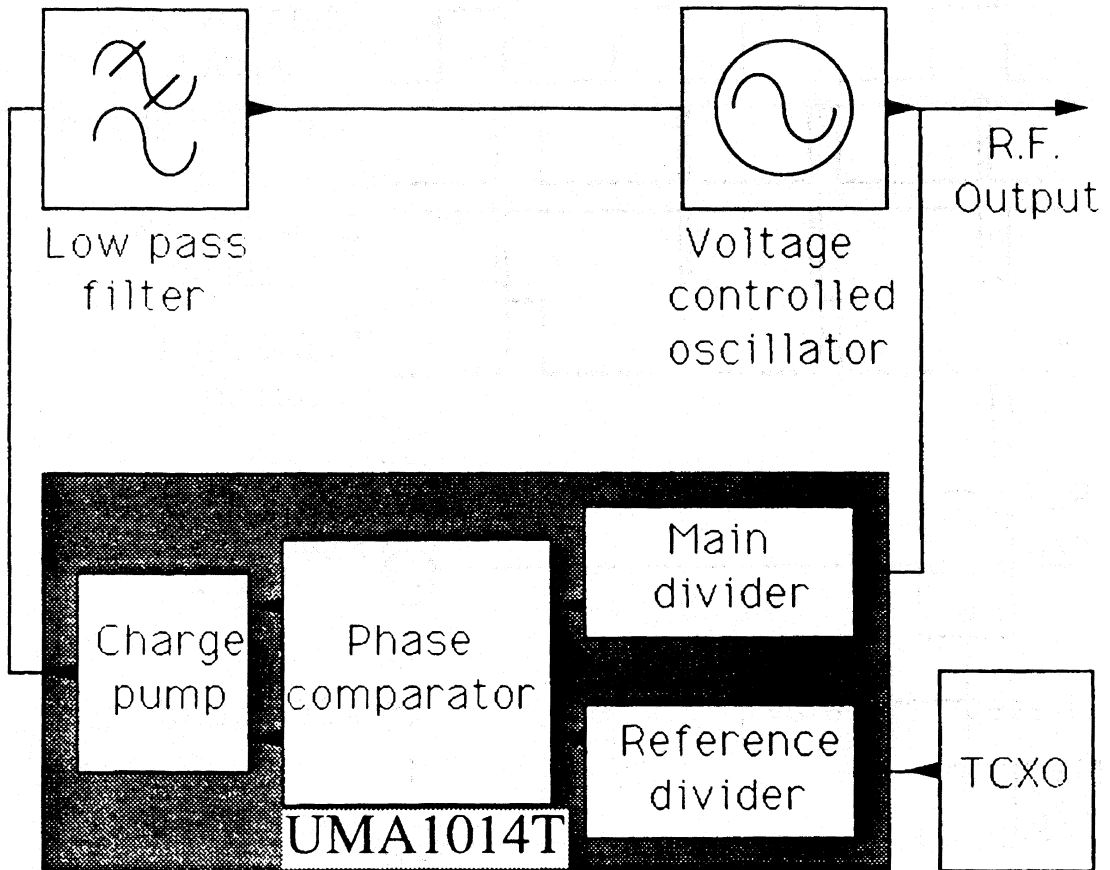 Low pass
filter
Voltage
controlled
oscillator
R.F.
Output
Main
divider
Charge
pump
Phase
comparator
Reference
divider
TCXO
UMA1014T